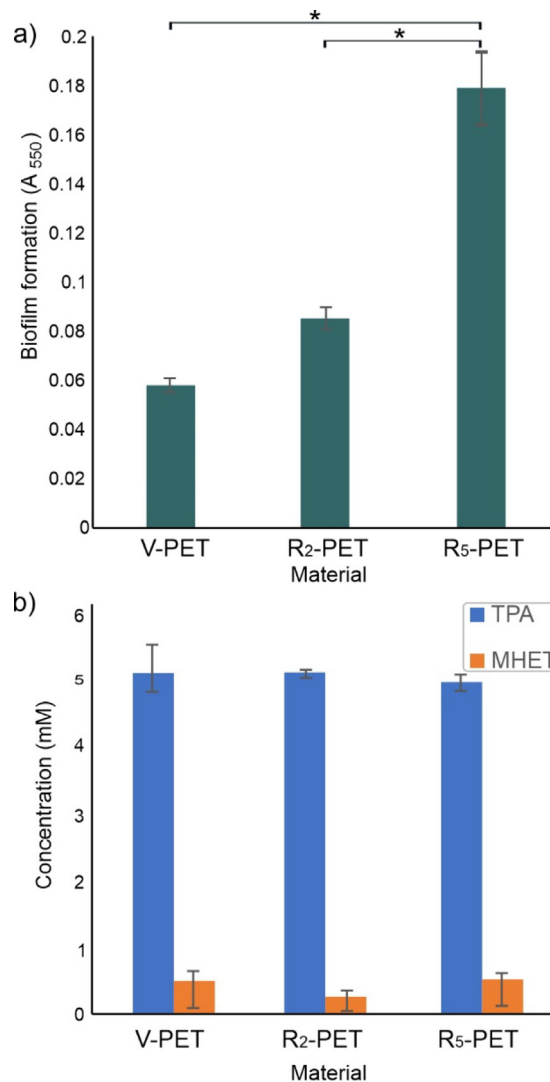 a)
*
*
0.2
0.18
0.16
0.14
0.12
0.1
0.08
0.06
0.04
0.02
0
Biofilm formation (A 550)
V-PET R2-PET R5-PET
Material
b)
6
5
4
3
2
1
0
Concentration (mM)
TPA
MHET
V-PET R2-PET R5-PET
Material